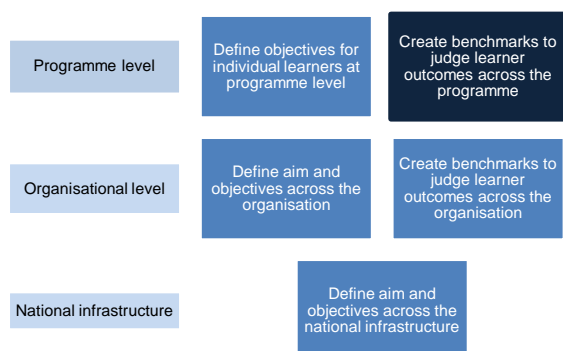 Programme level
Define objectives for
individual learners at
programme level
Create benchmarks to
judge learner
outcomes across the
programme
Organisational level
Define aim and
objectives across the
organisation
Create benchmarks to
judge learner
outcomes across the
organisation
National infrastructure
Define aim and
objectives across the
national infrastructure